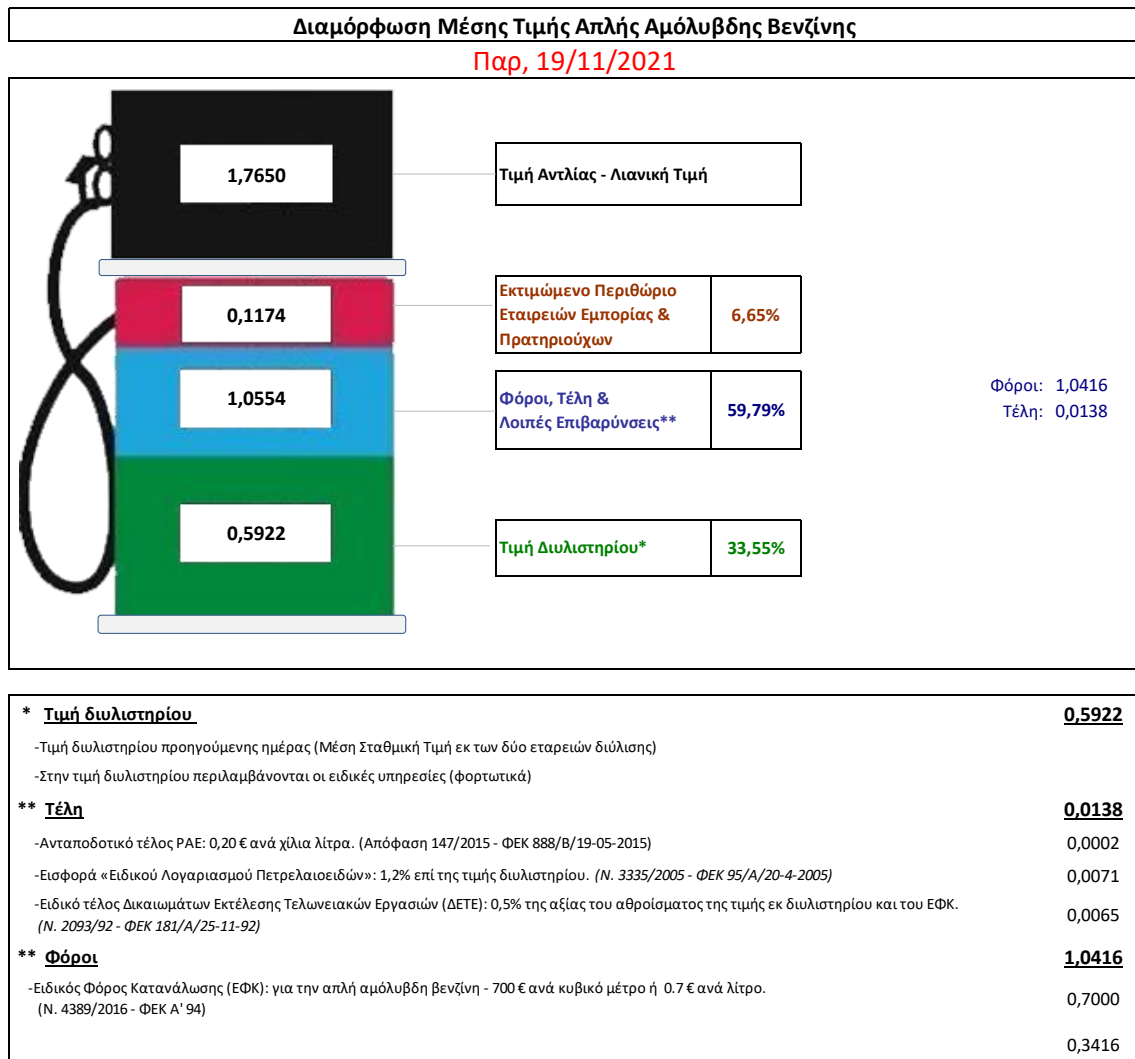 Διαμόρφωση Μέσης Τιμής Απλής Αμόλυβδης Βενζίνης
Παρ, 19/11/2021
1,7650
Τιμή Αντλίας - Λιανική Τιμή
0,1174
Εκτιμώμενο Περιθώριο
Εταιρειών Εμπορίας &
Πρατηριούχων
6,65%
1,0554
Φόροι, Τέλη &
Λοιπές Επιβαρύνσεις**
59,79%
Φόροι: 1,0416
Τέλη: 0,0138
0,5922
Τιμή Διυλιστηρίου*
33,55%
* Τιμή διυλιστηρίου 0,5922
-Τιμή διυλιστηρίου προηγούμενης ημέρας (Μέση Σταθμική Τιμή εκ των δύο εταρειών διύλισης)
-Στην τιμή διυλιστηρίου περιλαμβάνονται οι ειδικές υπηρεσίες (φορτωτικά)
** Τέλη 0,0138
-Ανταποδοτικό τέλος ΡΑΕ: 0,20 € ανά χίλια λίτρα. (Απόφαση 147/2015 - ΦΕΚ 888/Β/19-05-2015) 0,0002
-Εισφορά «Ειδικού Λογαριασμού Πετρελαιοειδών»: 1,2% επί της τιμής διυλιστηρίου. (Ν. 3335/2005 - ΦΕΚ 95/Α/20-4-2005) 0,0071
-Ειδικό τέλος Δικαιωμάτων Εκτέλεσης Τελωνειακών Εργασιών (ΔΕΤΕ): 0,5% της αξίας του αθροίσματος της τιμής εκ διυλιστηρίου και του ΕΦΚ. 0,0065
(Ν. 2093/92 - ΦΕΚ 181/Α/25-11-92)
** Φόροι 1,0416
-Ειδικός Φόρος Κατανάλωσης (ΕΦΚ): για την απλή αμόλυβδη βενζίνη - 700 € ανά κυβικό μέτρο ή 0.7 € ανά λίτρο. 0,7000
(Ν. 4389/2016 - ΦΕΚ Α' 94)
0,3416